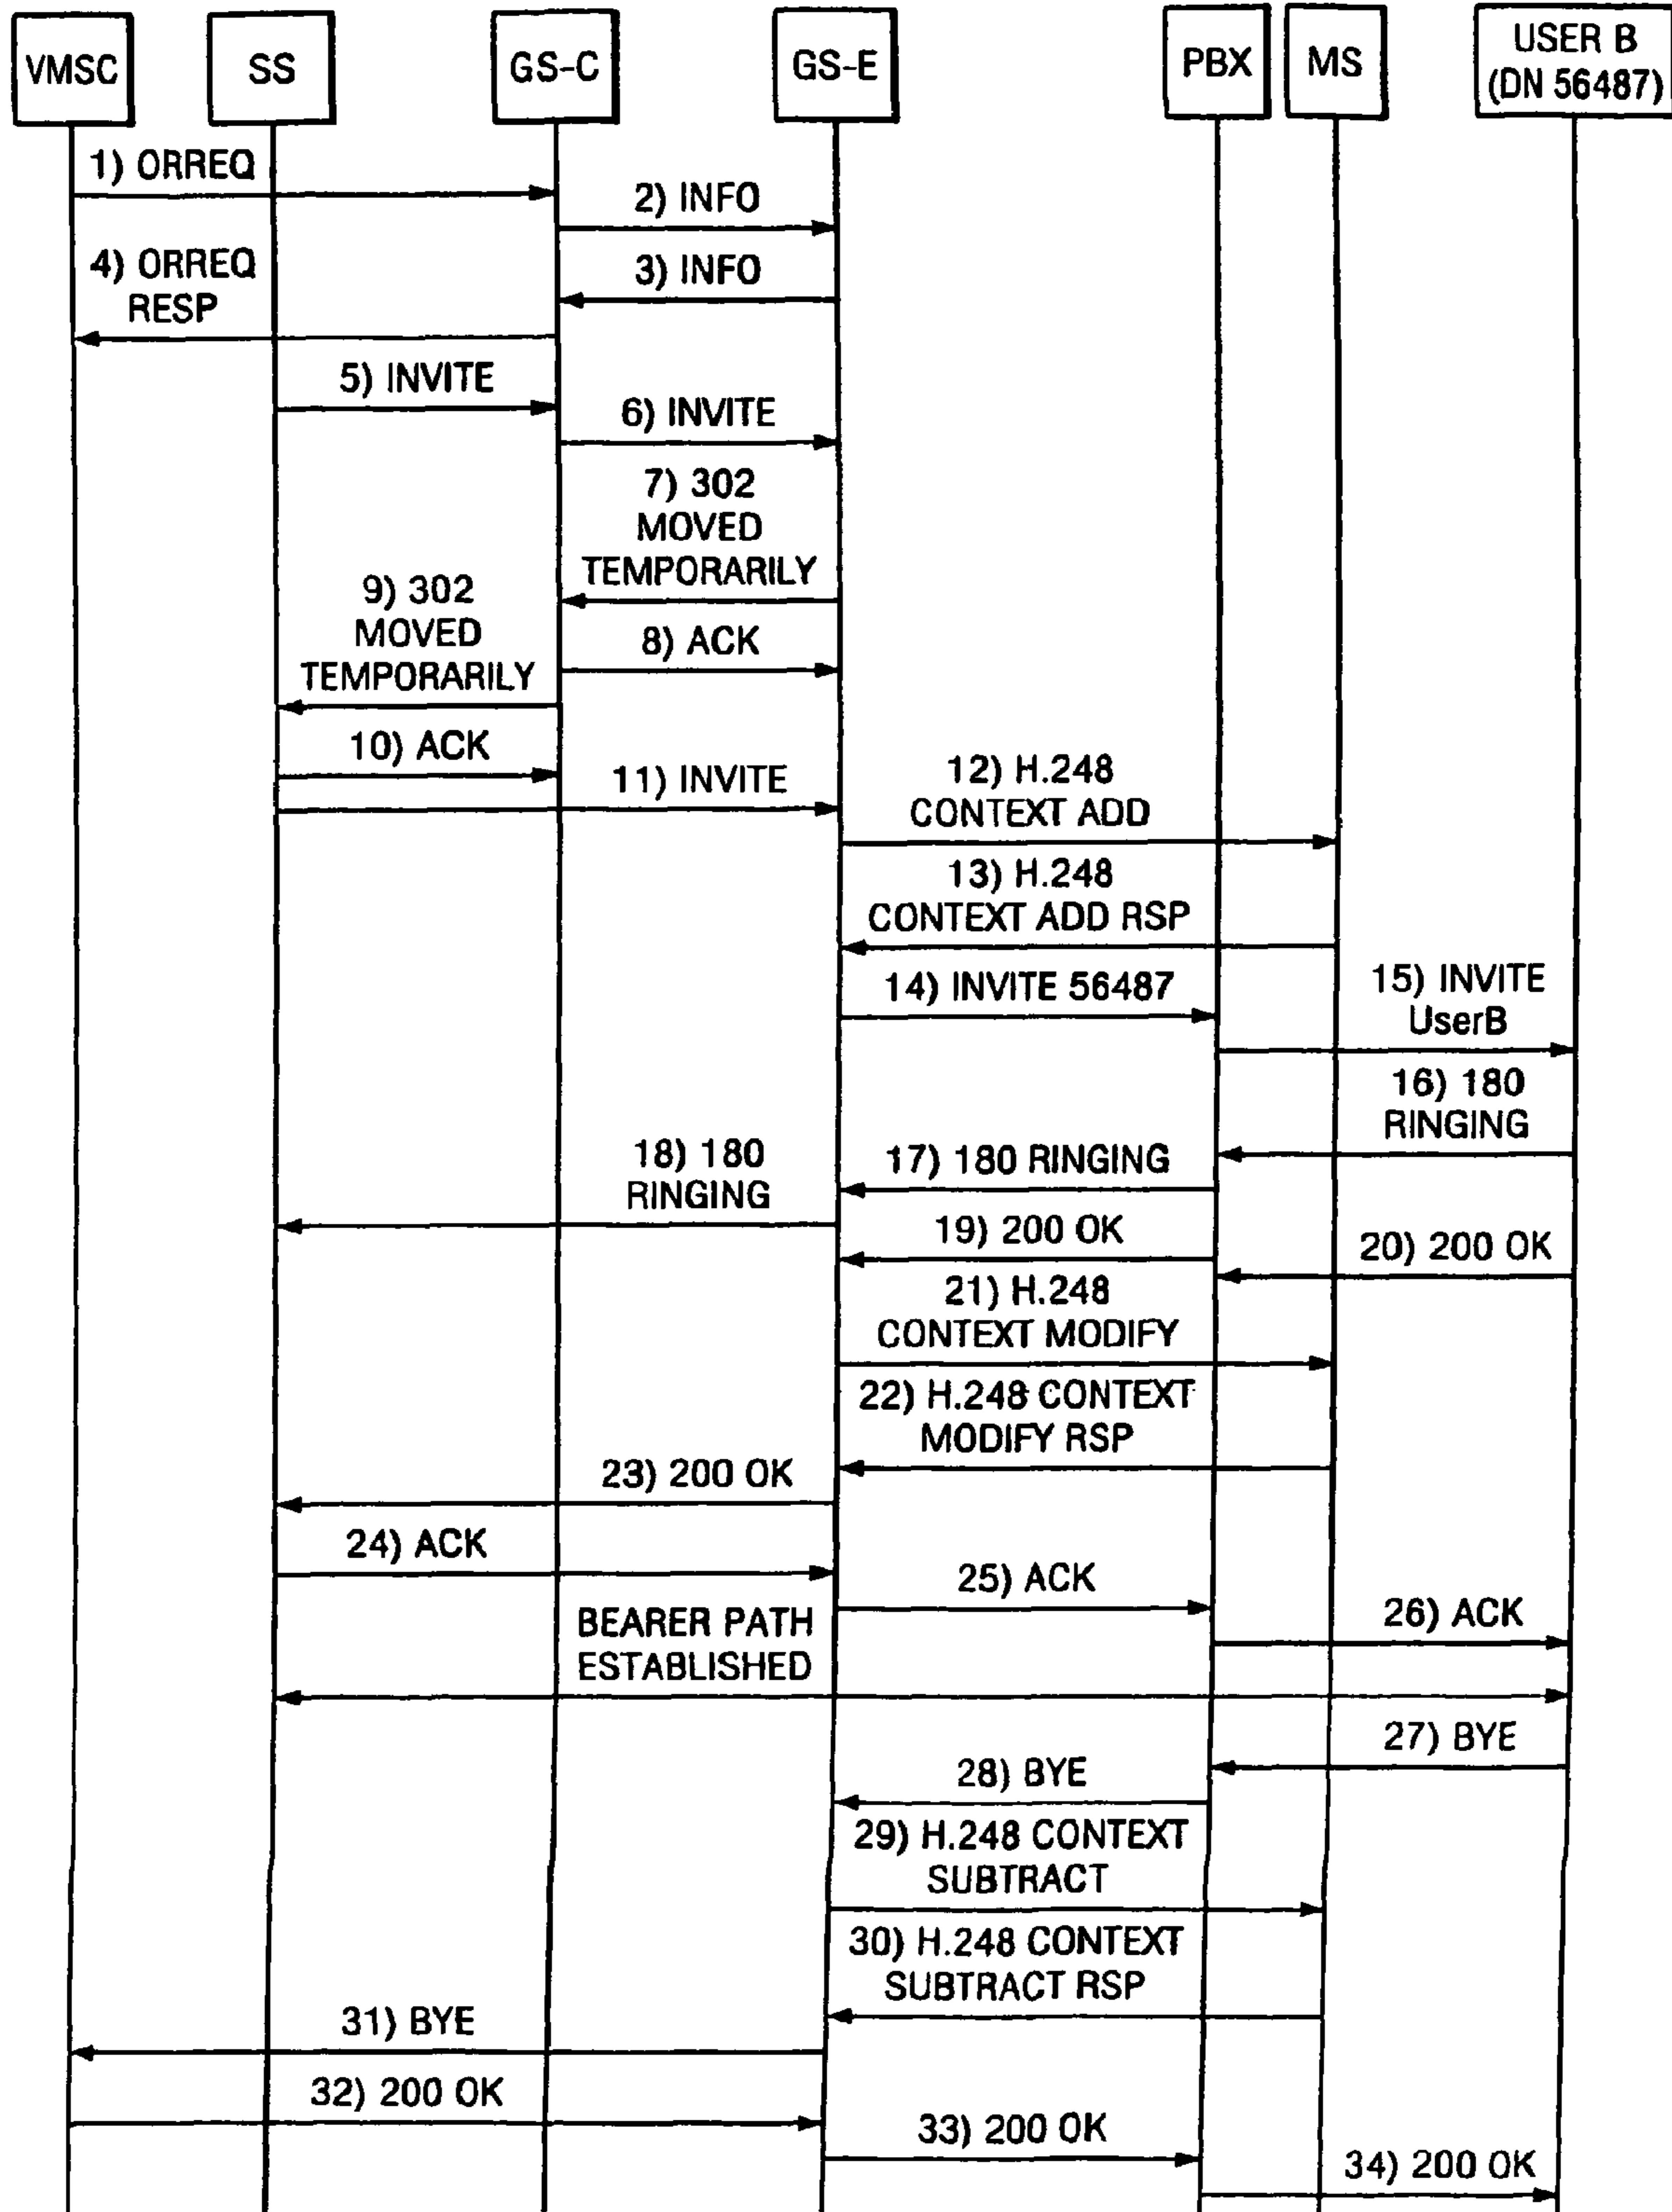 VMSC
SS
GS-C
GS-E
PBX
MS
USER B
(DN 56487)
1) ORREQ
2) INFO
3) INFO
4) ORREQ
RESP
5) INVITE
6) INVITE
7) 302
MOVED
TEMPORARILY
8) ACK
9) 302
MOVED
TEMPORARILY
10) ACK
11) INVITE
12) H.248
CONTEXT ADD
13) H.248
CONTEXT ADD RSP
14) INVITE 56487
15) INVITE
UserB
16) 180
RINGING
17) 180 RINGING
18) 180
RINGING
19) 200 OK
20) 200 OK
21) H.248
CONTEXT MODIFY
22) H.248 CONTEXT
MODIFY RSP
23) 200 OK
24) ACK
25) ACK
26) ACK
BEARER PATH
ESTABLISHED
27) BYE
28) BYE
29) H.248 CONTEXT
SUBTRACT
30) H.248 CONTEXT
SUBTRACT RSP
31) BYE
32) 200 OK
33) 200 OK
34) 200 OK